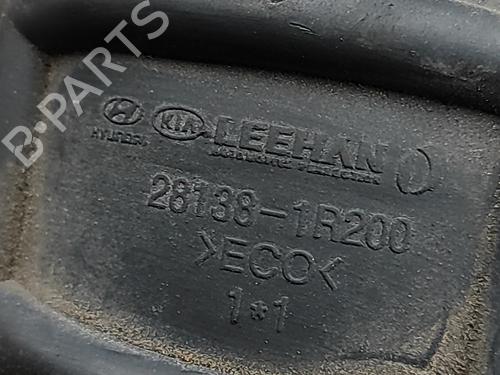 B-PARTS
HYUNDAI KIA LEEHAN
28138-1R200
>ECO<
1*1